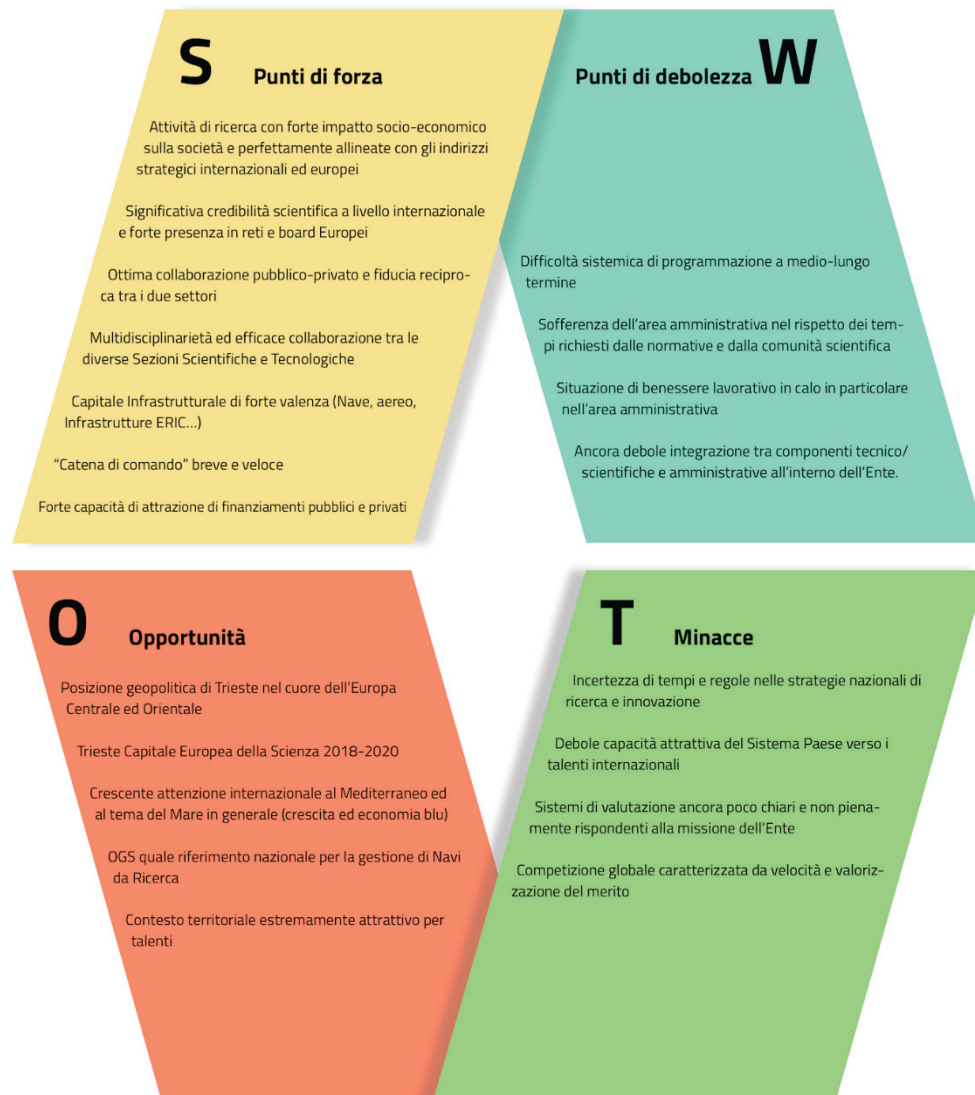 S
Punti di forza
Attività di ricerca con forte impatto socio-economico
sulla società e perfettamente allineate con gli indirizzi
strategici internazionali ed europei
Significativa credibilità scientifica a livello internazionale
e forte presenza in reti e board Europei
Ottima collaborazione pubblico-privato e fiducia recipro-
ca tra i due settori
Multidisciplinarietà ed efficace collaborazione tra le
diverse Sezioni Scientifiche e Tecnologiche
Capitale Infrastrutturale di forte valenza (Nave, aereo,
Infrastrutture ERIC...)
“Catena di comando” breve e veloce
Forte capacità di attrazione di finanziamenti pubblici e privati
Punti di debolezza
W
Difficoltà sistemica di programmazione a medio-lungo
termine
Sofferenza dell’area amministrativa nel rispetto dei tem-
pi richiesti dalle normative e dalla comunità scientifica
Situazione di benessere lavorativo in calo in particolare
nell’area amministrativa
Ancora debole integrazione tra componenti tecnico/
scientifiche e amministrative all’interno dell’Ente.
O
Opportunità
Posizione geopolitica di Trieste nel cuore dell’Europa
Centrale ed Orientale
Trieste Capitale Europea della Scienza 2018-2020
Crescente attenzione internazionale al Mediterraneo ed
al tema del Mare in generale (crescita ed economia blu)
OGS quale riferimento nazionale per la gestione di Navi
da Ricerca
Contesto territoriale estremamente attrattivo per
talenti
T
Minacce
Incertezza di tempi e regole nelle strategie nazionali di
ricerca e innovazione
Debole capacità attrattiva del Sistema Paese verso i
talenti internazionali
Sistemi di valutazione ancora poco chiari e non piena-
mente rispondenti alla missione dell’Ente
Competizione globale caratterizzata da velocità e valoriz-
zazione del merito